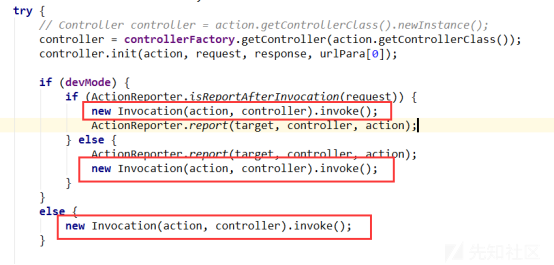 try {
// Controller controller = action.getControllerClass().newInstance();
controller = controllerFactory.getController(action.getControllerClass());
controller.init(action, request, response, urlPara[0]);
if (devMode) {
if (ActionReporter.isReportAfterInvocation(request)) {
new Invocation(action, controller).invoke();
ActionReporter.report(target, controller, action);
} else {
ActionReporter.report(target, controller, action);
new Invocation(action, controller).invoke();
}
}
else {
new Invocation(action, controller).invoke();
}
先知社区